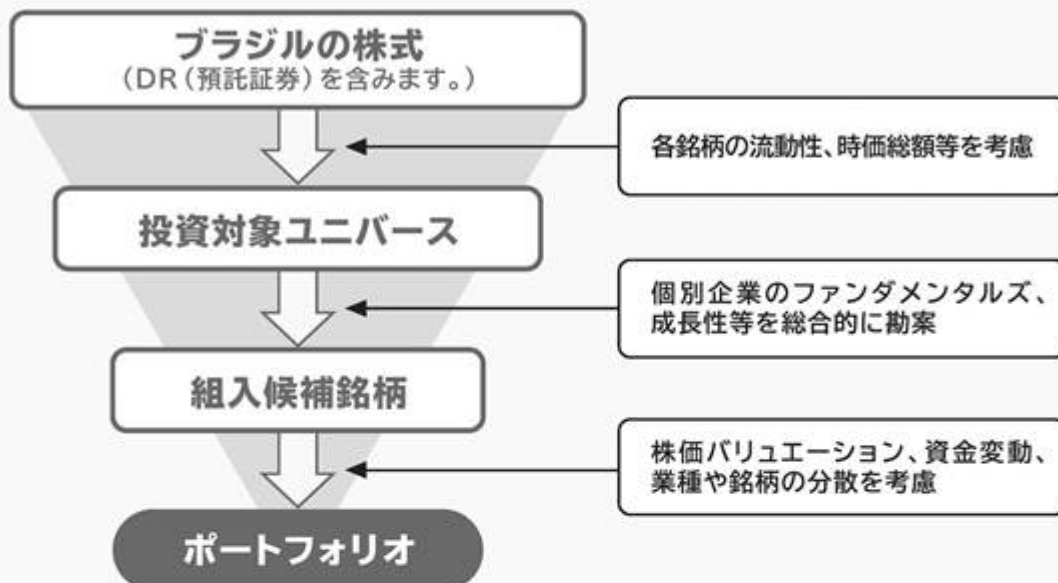 ブラジルの株式
(DR(預託証券)を含みます。)
各銘柄の流動性、時価総額等を考慮
投資対象ユニバース
個別企業のファンダメンタルズ、
成長性等を総合的に勘案
組入候補銘柄
株価バリュエーション、資金変動、
業種や銘柄の分散を考慮
ポートフォリオ